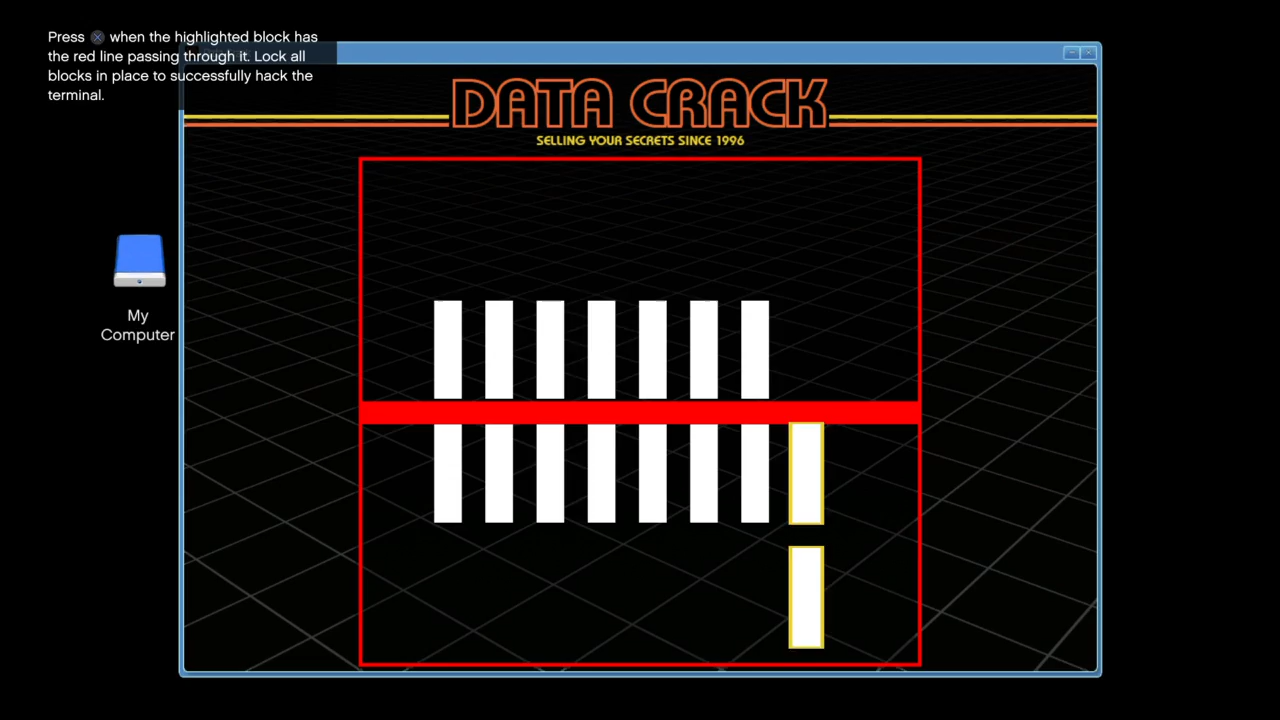 Press ⓧ when the highlighted block has
the red line passing through it. Lock all
blocks in place to successfully hack the
terminal.
DATA CRACK
SELLING YOUR SECRETS SINCE 1996
My
Computer